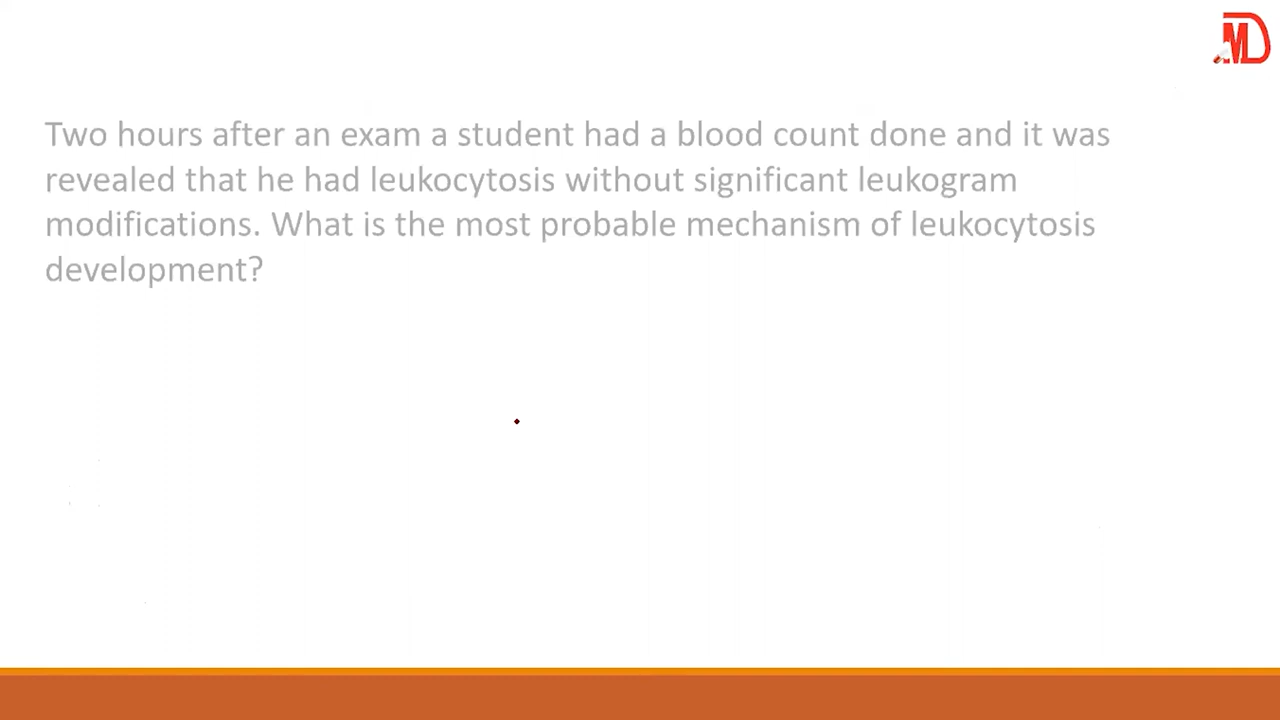 MD
Two hours after an exam a student had a blood count done and it was
revealed that he had leukocytosis without significant leukogram
modifications. What is the most probable mechanism of leukocytosis
development?